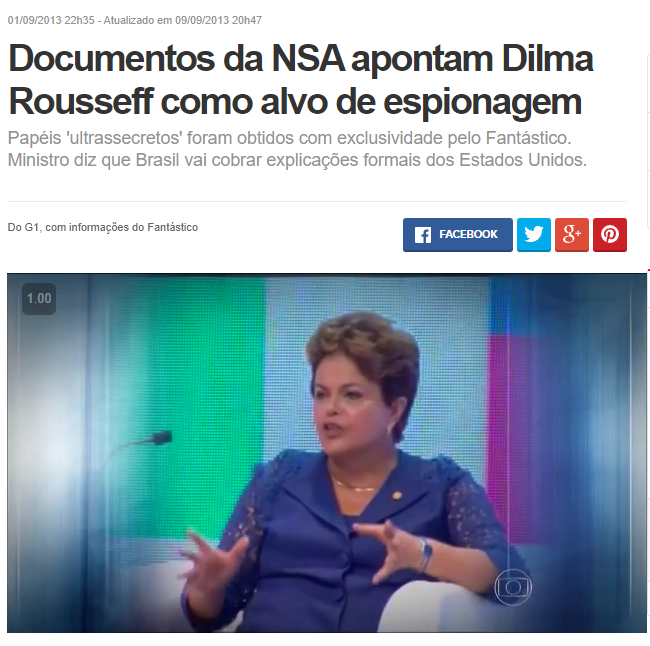 01/09/2013 22h35 - Atualizado em 09/09/2013 20h47
Documentos da NSA apontam Dilma
Rousseff como alvo de espionagem
Papéis 'ultrassecretos' foram obtidos com exclusividade pelo Fantástico.
Ministro diz que Brasil vai cobrar explicações formais dos Estados Unidos.
Do G1, com informações do Fantástico
FACEBOOK
g+
1.00